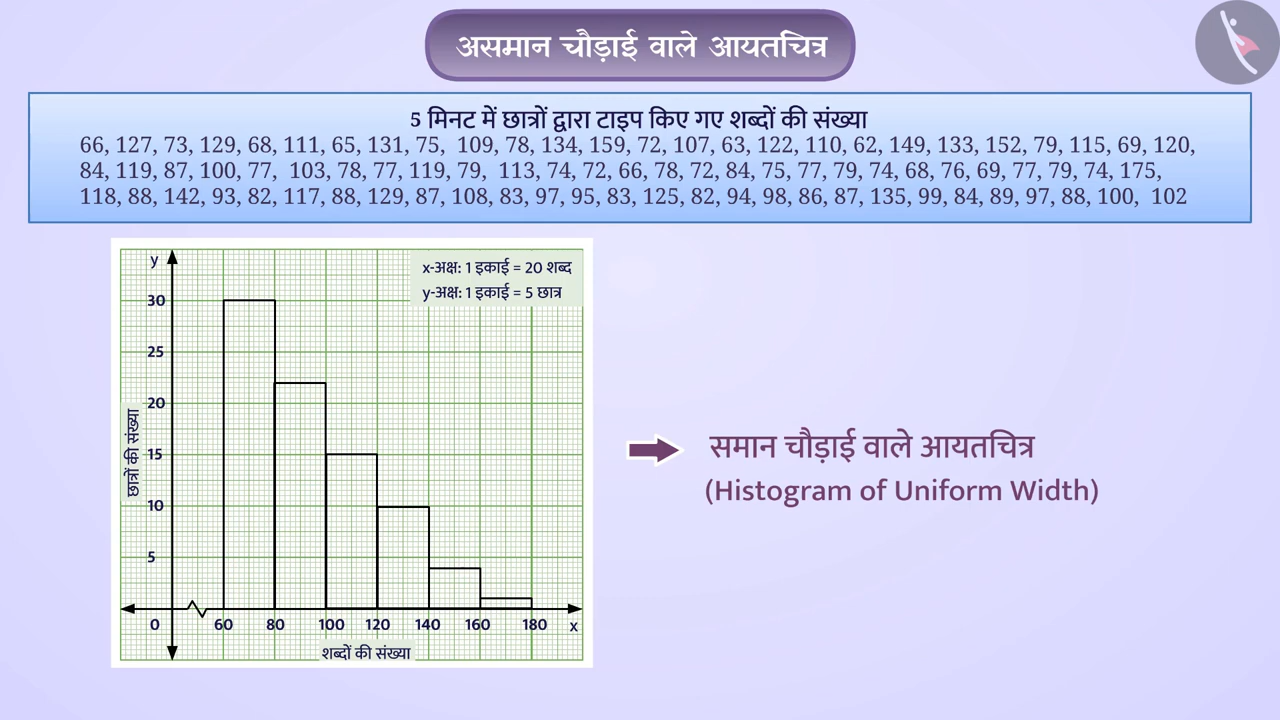 असमान चौड़ाई वाले आयतचित्र
5 मिनट में छात्रों द्वारा टाइप किए गए शब्दों की संख्या
66, 127, 73, 129, 68, 111, 65, 131, 75, 109, 78, 134, 159, 72, 107, 63, 122, 110, 62, 149, 133, 152, 79, 115, 69, 120,
84, 119, 87, 100, 77, 103, 78, 77, 119, 79, 113, 74, 72, 66, 78, 72, 84, 75, 77, 79, 74, 68, 76, 69, 77, 79, 74, 175,
118, 88, 142, 93, 82, 117, 88, 129, 87, 108, 83, 97, 95, 83, 125, 82, 94, 98, 86, 87, 135, 99, 84, 89, 97, 88, 100, 102
y
x-अक्ष: 1 इकाई = 20 शब्द
y-अक्ष: 1 इकाई = 5 छात्र
30
25
20
15
10
5
छात्रों की संख्या
0 60 80 100 120 140 160 180 x
शब्दों की संख्या
समान चौड़ाई वाले आयतचित्र
(Histogram of Uniform Width)